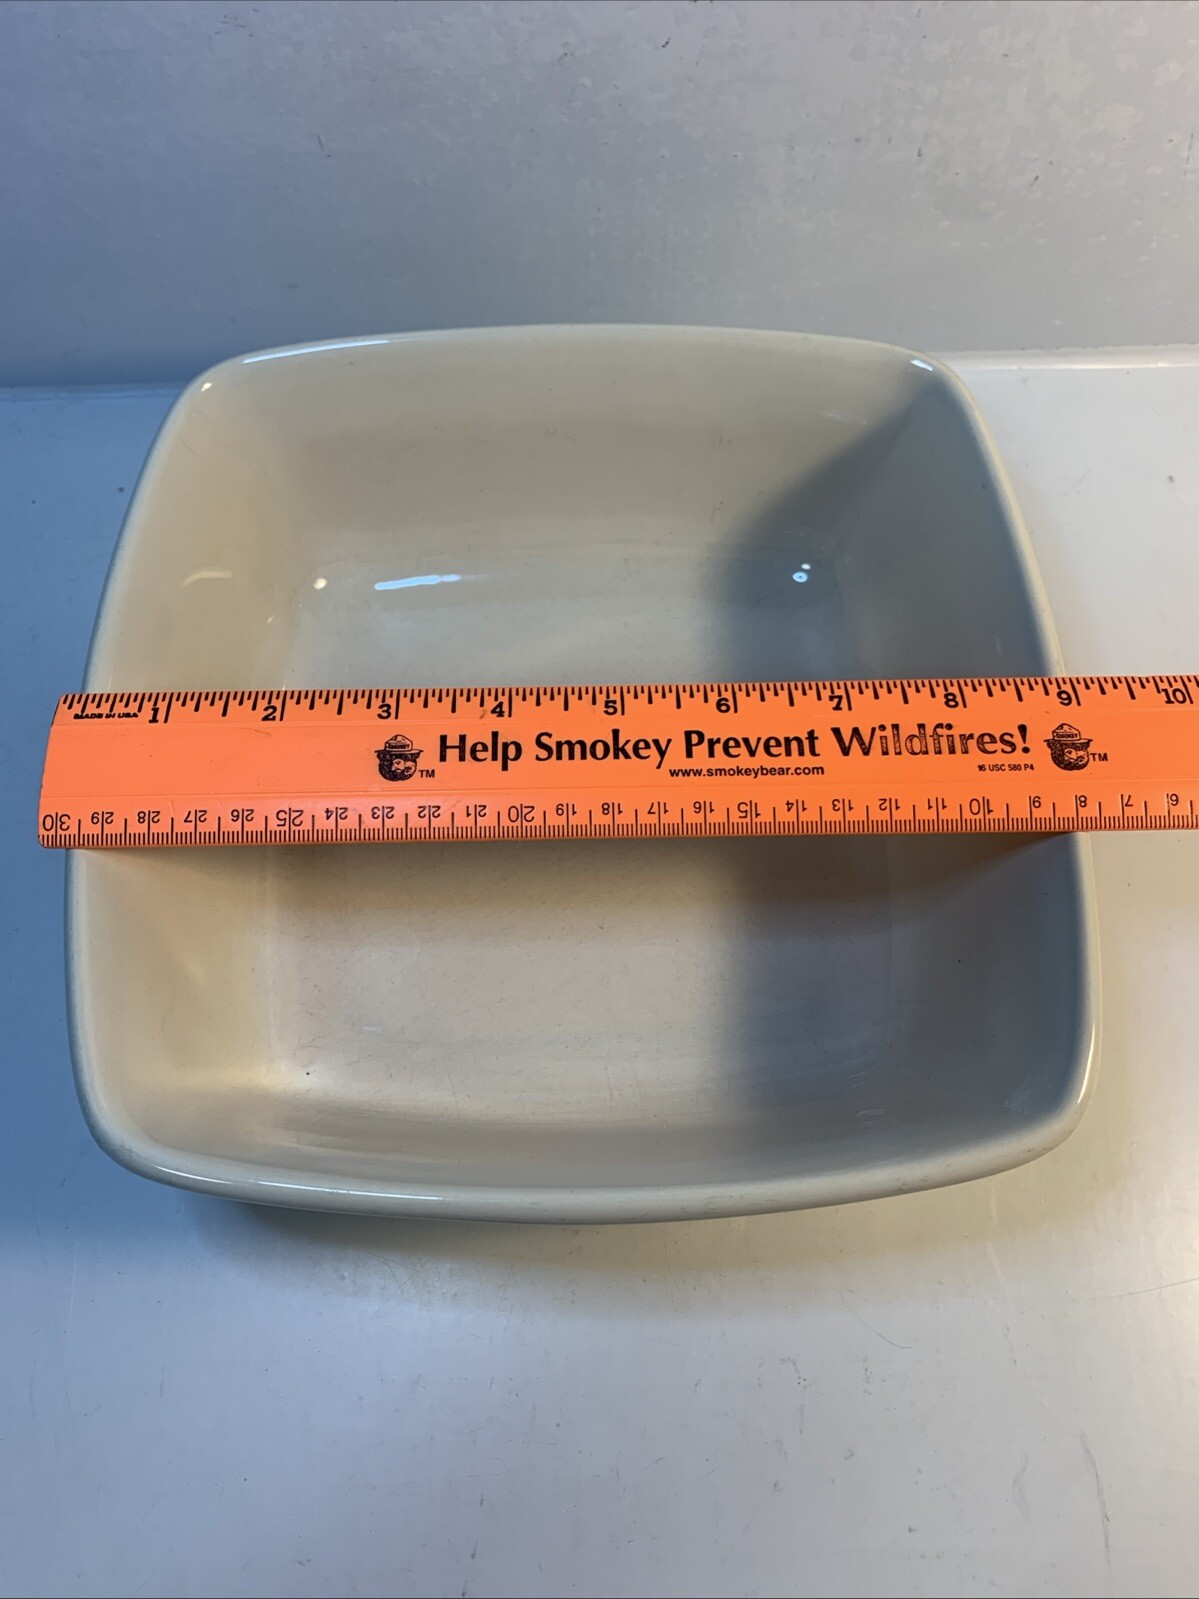 1 2 3 4 5 6 7 8 9 10
MADE IN USA
SMOKEY
Help Smokey Prevent Wildfires!
SMOKEY
TM
TM
www.smokeybear.com
16 USC 580 P4
30 29 28 27 26 25 24 23 22 21 20 19 18 17 16 15 14 13 12 11 10 9 8 7 6